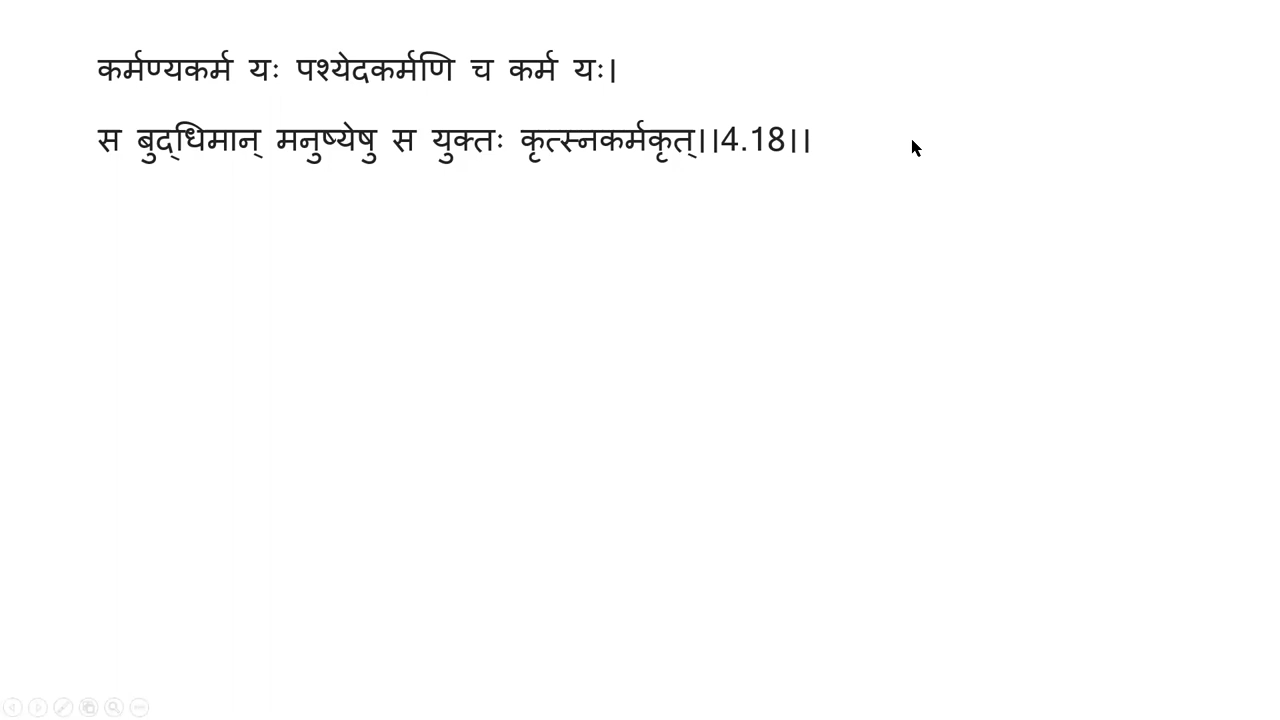 कर्मण्यकर्म यः पश्येदकर्मणि च कर्म यः।
स बुद्धिमान् मनुष्येषु स युक्तः कृत्स्नकर्मकृत्।।4.18।।